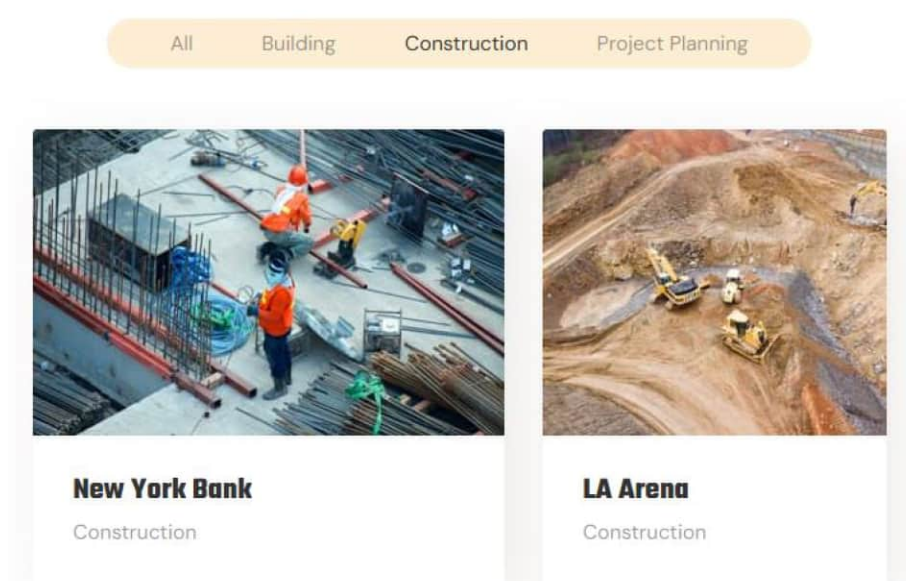 All Building Construction Project Planning
New York Bank
Construction
LA Arena
Construction